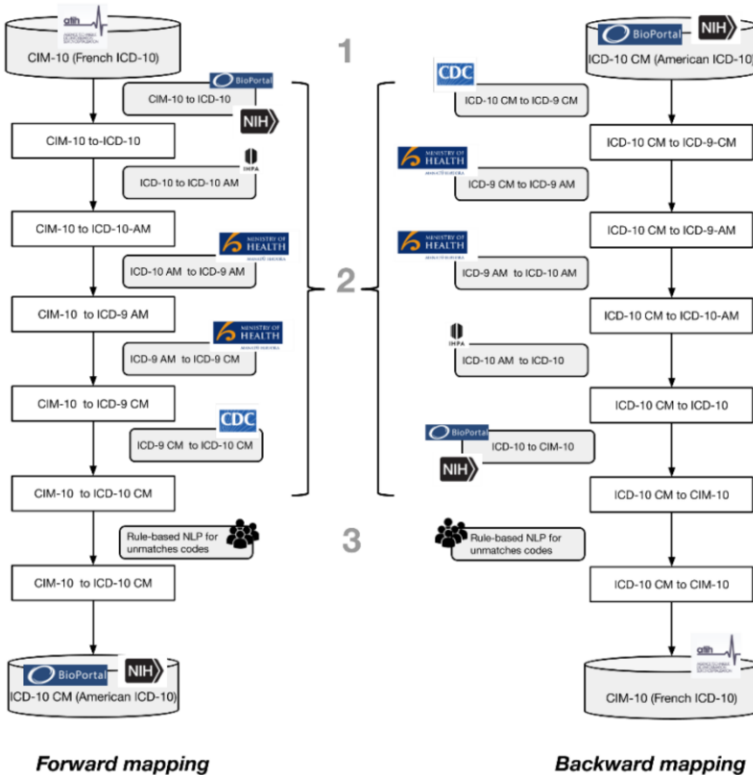 atih
CIM-10 (French ICD-10)
BioPortal
CIM-10 to ICD-10
NIH
CIM-10 to-ICD-10
IHPA
ICD-10 to ICD-10 AM
CIM-10 to ICD-10-AM
MINISTRY OF
HEALTH
ICD-10 AM to ICD-9 AM
CIM-10 to ICD-9 AM
MINISTRY OF
HEALTH
ICD-9 AM to ICD-9 CM
CIM-10 to ICD-9 CM
CDC
ICD-9 CM to ICD-10 CM
CIM-10 to ICD-10 CM
Rule-based NLP for
unmatches codes
CIM-10 to ICD-10 CM
BioPortal
NIH
ICD-10 CM (American ICD-10)
Forward mapping
1
2
3
BioPortal
NIH
ICD-10 CM (American ICD-10)
CDC
ICD-10 CM to ICD-9 CM
ICD-10 CM to ICD-9-CM
MINISTRY OF
HEALTH
ICD-9 CM to ICD-9 AM
ICD-10 CM to ICD-9-AM
MINISTRY OF
HEALTH
ICD-9 AM to ICD-10 AM
ICD-10 CM to ICD-10-AM
IHPA
ICD-10 AM to ICD-10
ICD-10 CM to ICD-10
BioPortal
ICD-10 to CIM-10
NIH
ICD-10 CM to CIM-10
Rule-based NLP for
unmatches codes
ICD-10 CM to CIM-10
atih
CIM-10 (French ICD-10)
Backward mapping